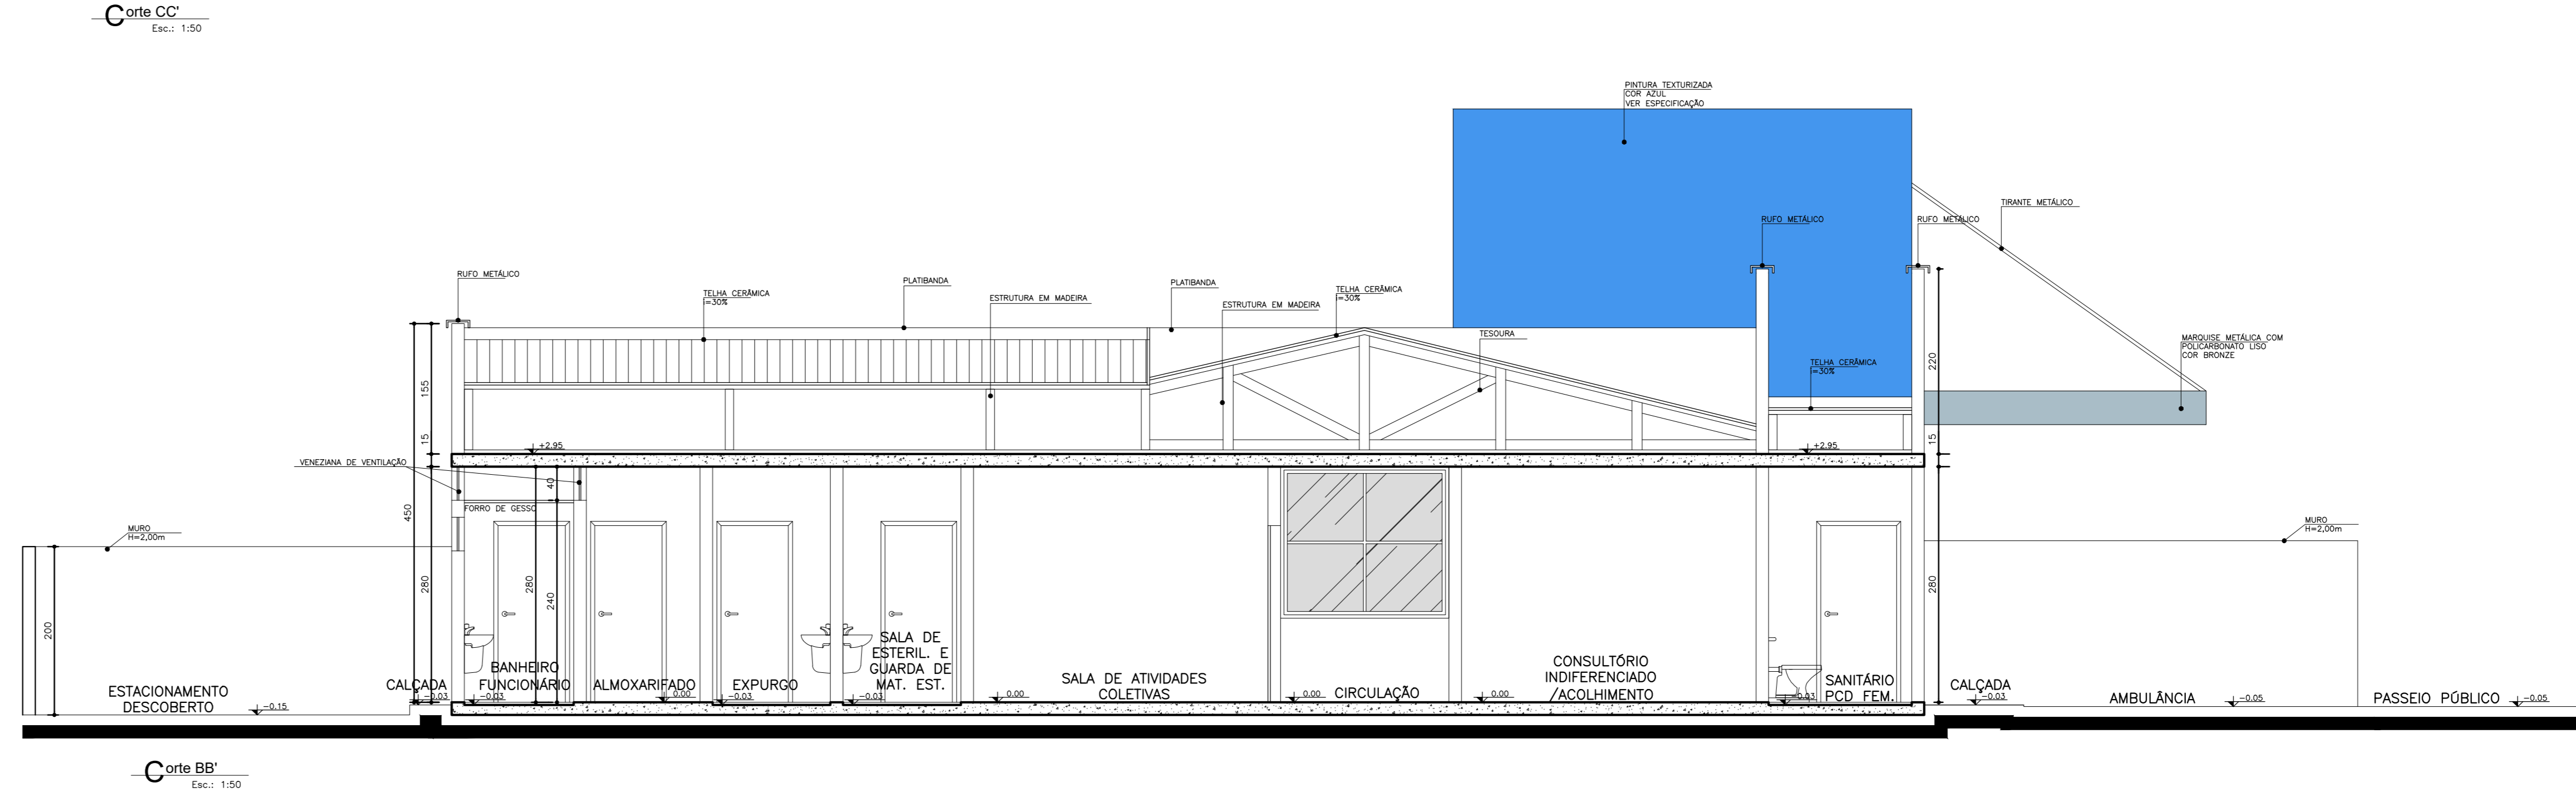 Corte CC'
Esc.: 1:50
PINTURA TEXTURIZADA
COR AZUL
VER ESPECIFICAÇÃO
TIRANTE METÁLICO
RUFO METÁLICO
RUFO METÁLICO
RUFO METÁLICO
TELHA CERÂMICA
i=30%
PLATIBANDA
ESTRUTURA EM MADEIRA
PLATIBANDA
ESTRUTURA EM MADEIRA
TELHA CERÂMICA
i=30%
TESOURA
TELHA CERÂMICA
i=30%
MARQUISE METÁLICA COM
POLICARBONATO LISO
COR BRONZE
155
220
15
15
+2.95
+2.95
VENEZIANA DE VENTILAÇÃO
40
FORRO DE GESSO
450
MURO
H=2,00m
MURO
H=2,00m
280
280
240
280
200
ESTACIONAMENTO
DESCOBERTO
-0.15
CALÇADA
-0.03
BANHEIRO
FUNCIONÁRIO
-0.03
ALMOXARIFADO
0.00
EXPURGO
-0.03
SALA DE
ESTERIL. E
GUARDA DE
MAT. EST.
-0.03
SALA DE ATIVIDADES
COLETIVAS
0.00
CIRCULAÇÃO
0.00
CONSULTÓRIO
INDIFERENCIADO
/ACOLHIMENTO
0.00
SANITÁRIO
PCD FEM.
-0.03
CALÇADA
-0.03
AMBULÂNCIA
-0.05
PASSEIO PÚBLICO
-0.05
Corte BB'
Esc.: 1:50